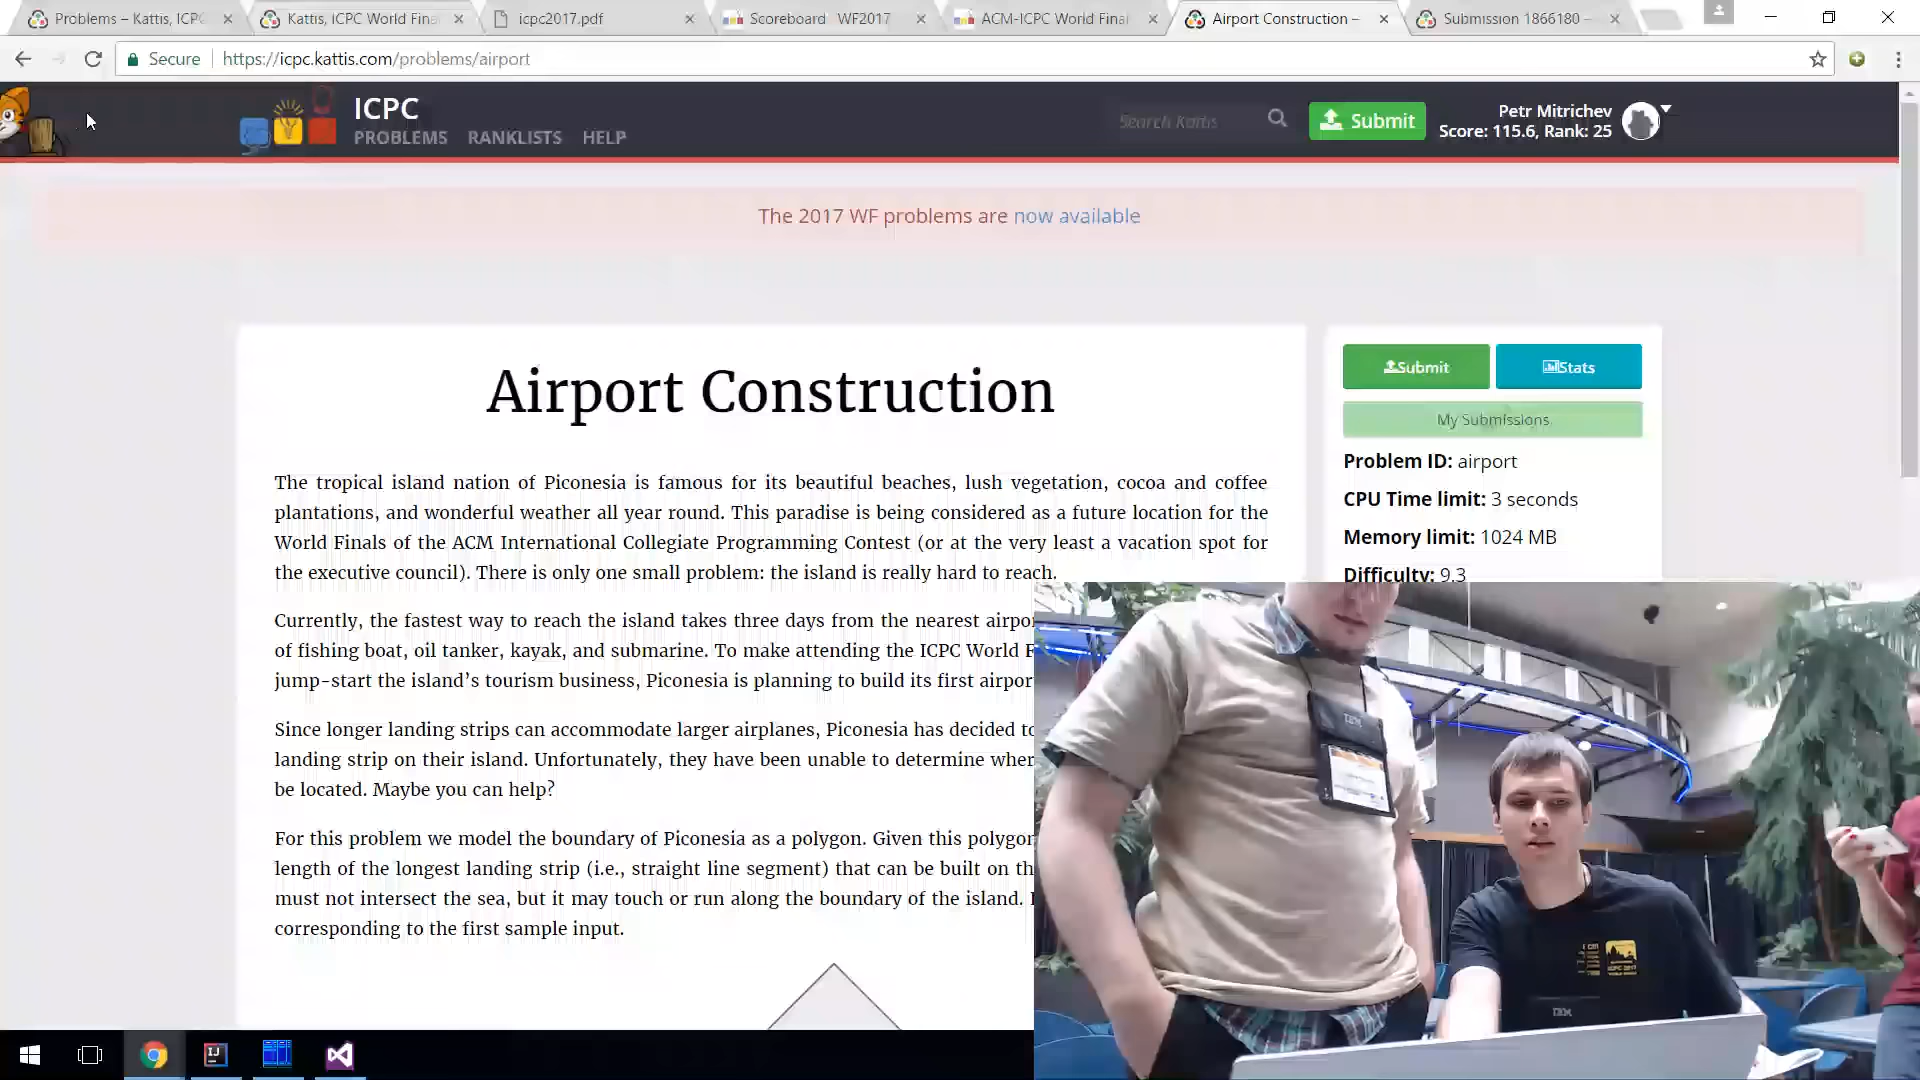 Problems – Kattis, ICPC
Kattis, ICPC World Fina
icpc2017.pdf
Scoreboard WF2017
ACM-ICPC World Final
Airport Construction –
Submission 1866180 –
Secure
https://icpc.kattis.com/problems/airport
ICPC
PROBLEMS RANKLISTS HELP
Search Kattis
Submit
Petr Mitrichev
Score: 115.6, Rank: 25
The 2017 WF problems are now available
Airport Construction
The tropical island nation of Piconesia is famous for its beautiful beaches, lush vegetation, cocoa and coffee
plantations, and wonderful weather all year round. This paradise is being considered as a future location for the
World Finals of the ACM International Collegiate Programming Contest (or at the very least a vacation spot for
the executive council). There is only one small problem: the island is really hard to reach.
Currently, the fastest way to reach the island takes three days from the nearest airpor
of fishing boat, oil tanker, kayak, and submarine. To make attending the ICPC World F
jump-start the island's tourism business, Piconesia is planning to build its first airpor
Since longer landing strips can accommodate larger airplanes, Piconesia has decided to
landing strip on their island. Unfortunately, they have been unable to determine wher
be located. Maybe you can help?
For this problem we model the boundary of Piconesia as a polygon. Given this polygon
length of the longest landing strip (i.e., straight line segment) that can be built on th
must not intersect the sea, but it may touch or run along the boundary of the island.
corresponding to the first sample input.
Submit
Stats
My Submissions
Problem ID: airport
CPU Time limit: 3 seconds
Memory limit: 1024 MB
Difficulty: 9.3
IBM
IBM